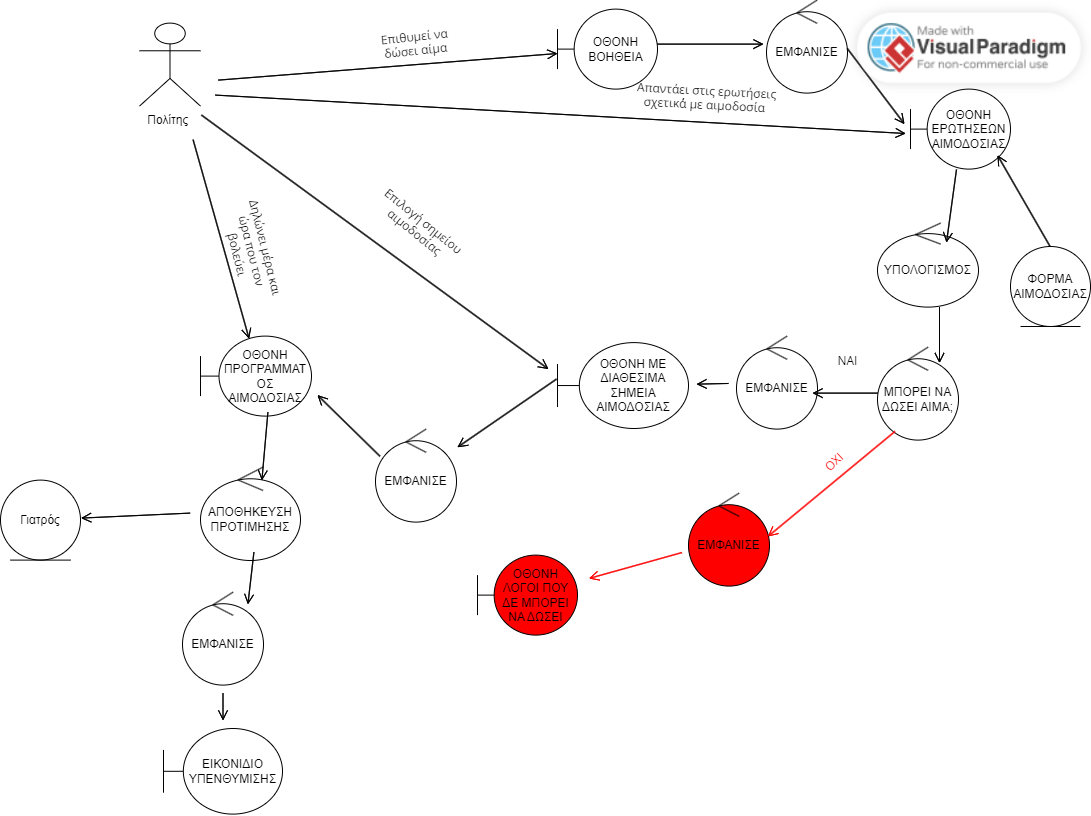 Made with
Visual Paradigm
For non-commercial use
Επιθυμεί να
δώσει αίμα
ΟΘΟΝΗ
ΒΟΗΘΕΙΑ
ΕΜΦΑΝΙΣΕ
Απαντάει στις ερωτήσεις
σχετικά με αιμοδοσία
Πολίτης
ΟΘΟΝΗ
ΕΡΩΤΗΣΕΩΝ
ΑΙΜΟΔΟΣΙΑΣ
Επιλογή σημείου
αιμοδοσίας
Δηλώνει μέρα και
ώρα που τον
βολεύει
ΥΠΟΛΟΓΙΣΜΟΣ
ΦΟΡΜΑ
ΑΙΜΟΔΟΣΙΑΣ
ΟΘΟΝΗ
ΠΡΟΓΡΑΜΜΑΤ
ΟΣ
ΑΙΜΟΔΟΣΙΑΣ
ΟΘΟΝΗ ΜΕ
ΔΙΑΘΕΣΙΜΑ
ΣΗΜΕΙΑ
ΑΙΜΟΔΟΣΙΑΣ
ΕΜΦΑΝΙΣΕ
ΝΑΙ
ΜΠΟΡΕΙ ΝΑ
ΔΩΣΕΙ ΑΙΜΑ;
ΟΧΙ
ΕΜΦΑΝΙΣΕ
Γιατρός
ΑΠΟΘΗΚΕΥΣΗ
ΠΡΟΤΙΜΗΣΗΣ
ΕΜΦΑΝΙΣΕ
ΟΘΟΝΗ
ΛΟΓΟΙ ΠΟΥ
ΔΕ ΜΠΟΡΕΙ
ΝΑ ΔΩΣΕΙ
ΕΜΦΑΝΙΣΕ
ΕΙΚΟΝΙΔΙΟ
ΥΠΕΝΘΥΜΙΣΗΣ